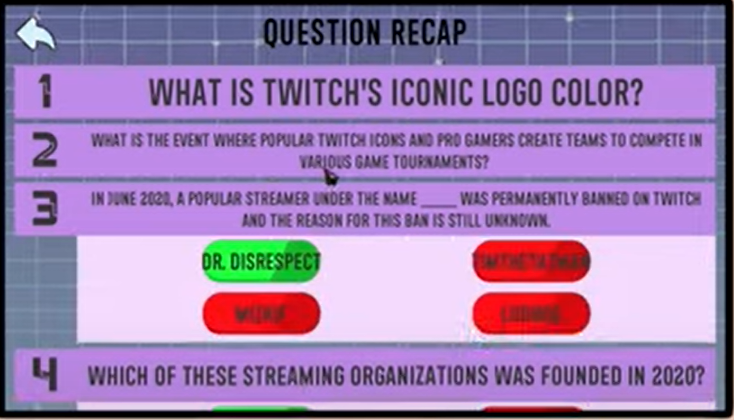 QUESTION RECAP
1
WHAT IS TWITCH'S ICONIC LOGO COLOR?
2
WHAT IS THE EVENT WHERE POPULAR TWITCH ICONS AND PRO GAMERS CREATE TEAMS TO COMPETE IN
VARIOUS GAME TOURNAMENTS?
3
IN JUNE 2020, A POPULAR STREAMER UNDER THE NAME _____ WAS PERMANENTLY BANNED ON TWITCH
AND THE REASON FOR THIS BAN IS STILL UNKNOWN.
DR. DISRESPECT
4
WHICH OF THESE STREAMING ORGANIZATIONS WAS FOUNDED IN 2020?